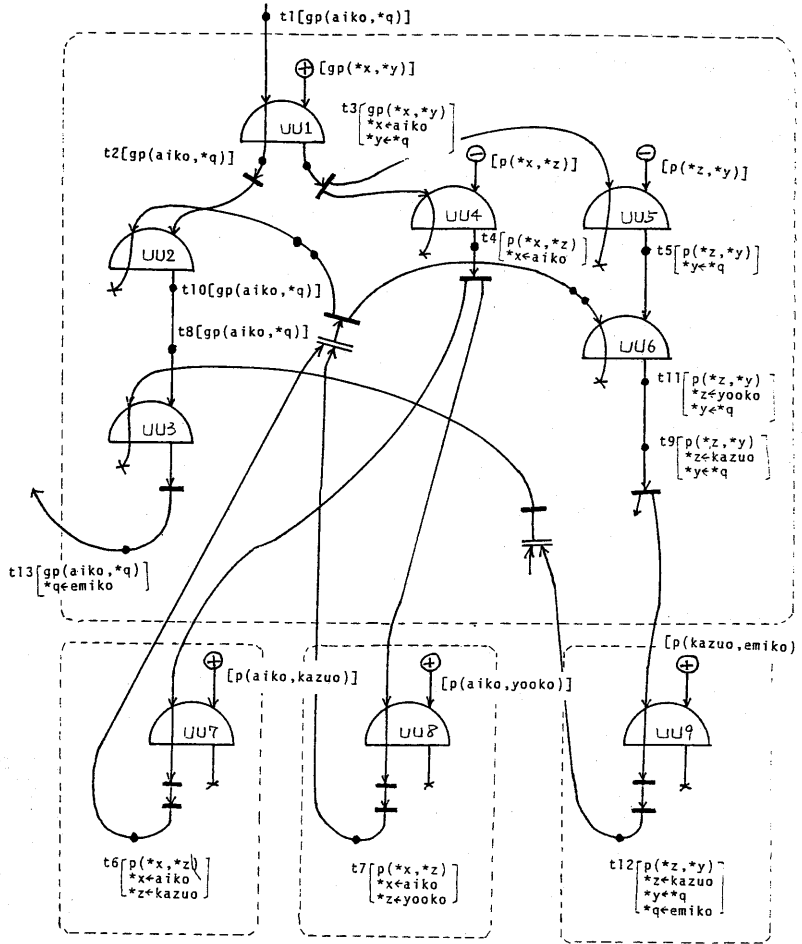 t1[gp(aiko,*q)]
⊕ [gp(*x,*y)]
UU1
t3[gp(*x,*y)
*x←aiko
*y←*q]
t2[gp(aiko,*q)]
⊖ [p(*x,*z)]
⊖ [p(*z,*y)]
UU4
UU5
UU2
t4[p(*x,*z)
*x←aiko]
t5[p(*z,*y)
*y←*q]
t10[gp(aiko,*q)]
t8[gp(aiko,*q)]
UU6
UU3
t11[p(*z,*y)
*z←yooko
*y←*q]
t9[p(*z,*y)
*z←kazuo
*y←*q]
t13[gp(aiko,*q)
*q←emiko]
⊕ [p(aiko,kazuo)]
⊕ [p(aiko,yooko)]
[p(kazuo,emiko)
⊕
UU7
UU8
UU9
t6[p(*x,*z)
*x←aiko
*z←kazuo]
t7[p(*x,*z)
*x←aiko
*z←yooko]
t12[p(*z,*y)
*z←kazuo
*y←*q
*q←emiko]